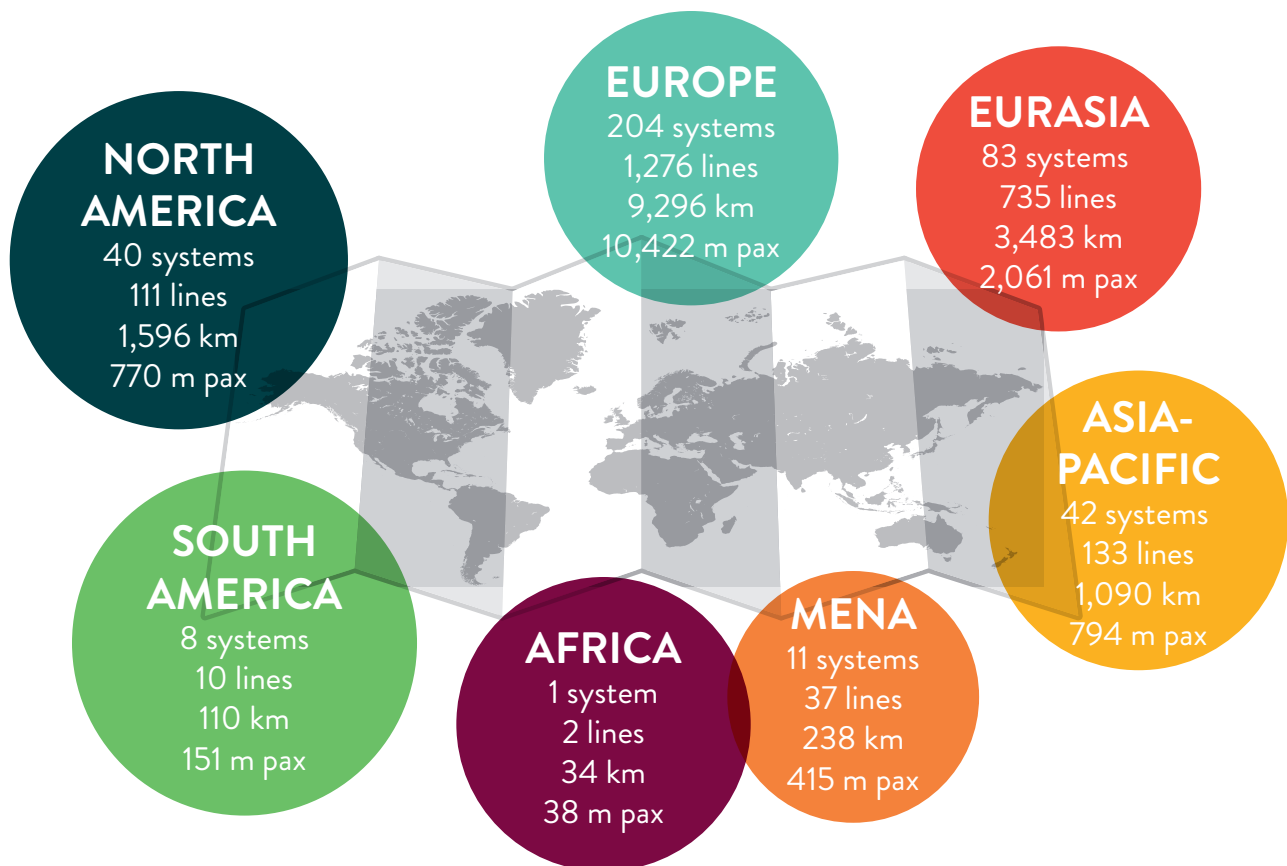 NORTH
AMERICA
40 systems
111 lines
1,596 km
770 m pax
EUROPE
204 systems
1,276 lines
9,296 km
10,422 m pax
EURASIA
83 systems
735 lines
3,483 km
2,061 m pax
ASIA-
PACIFIC
42 systems
133 lines
1,090 km
794 m pax
SOUTH
AMERICA
8 systems
10 lines
110 km
151 m pax
AFRICA
1 system
2 lines
34 km
38 m pax
MENA
11 systems
37 lines
238 km
415 m pax